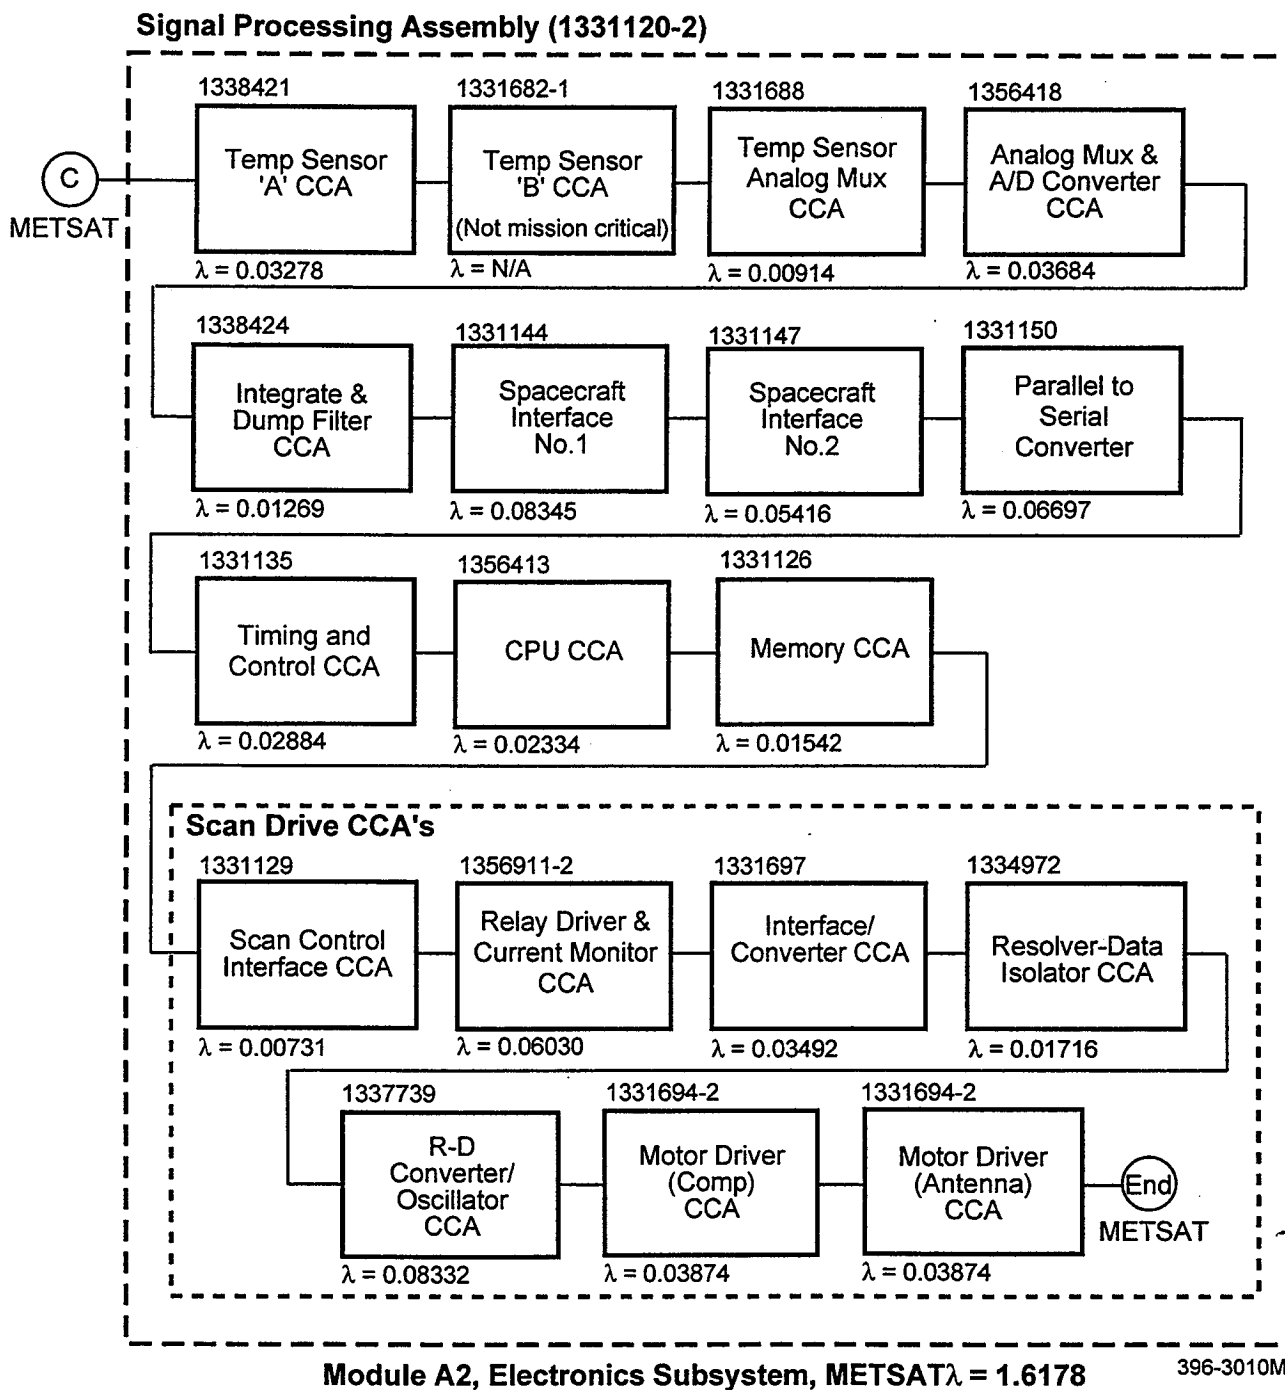 Signal Processing Assembly (1331120-2)
C
METSAT
1338421
Temp Sensor
'A' CCA
λ = 0.03278
1331682-1
Temp Sensor
'B' CCA
(Not mission critical)
λ = N/A
1331688
Temp Sensor
Analog Mux
CCA
λ = 0.00914
1356418
Analog Mux &
A/D Converter
CCA
λ = 0.03684
1338424
Integrate &
Dump Filter
CCA
λ = 0.01269
1331144
Spacecraft
Interface
No.1
λ = 0.08345
1331147
Spacecraft
Interface
No.2
λ = 0.05416
1331150
Parallel to
Serial
Converter
λ = 0.06697
1331135
Timing and
Control CCA
λ = 0.02884
1356413
CPU CCA
λ = 0.02334
1331126
Memory CCA
λ = 0.01542
Scan Drive CCA's
1331129
Scan Control
Interface CCA
λ = 0.00731
1356911-2
Relay Driver &
Current Monitor
CCA
λ = 0.06030
1331697
Interface/
Converter CCA
λ = 0.03492
1334972
Resolver-Data
Isolator CCA
λ = 0.01716
1337739
R-D
Converter/
Oscillator
CCA
λ = 0.08332
1331694-2
Motor Driver
(Comp)
CCA
λ = 0.03874
1331694-2
Motor Driver
(Antenna)
CCA
λ = 0.03874
End
METSAT
Module A2, Electronics Subsystem, METSATλ = 1.6178
396-3010M